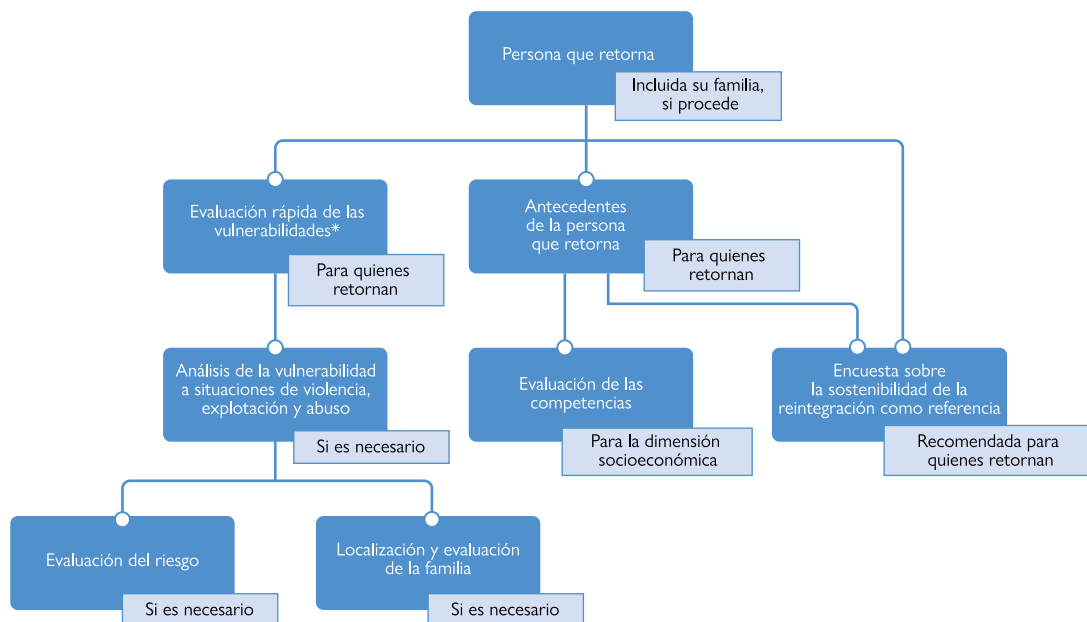 Persona que retorna
Incluida su familia,
si procede
Evaluación rápida de las
vulnerabilidades*
Para quienes
retornan
Antecedentes
de la persona
que retorna
Para quienes
retornan
Análisis de la vulnerabilidad
a situaciones de violencia,
explotación y abuso
Si es necesario
Evaluación de las
competencias
Para la dimensión
socioeconómica
Encuesta sobre
la sostenibilidad de la
reintegración como referencia
Recomendada para
quienes retornan
Evaluación del riesgo
Si es necesario
Localización y evaluación
de la familia
Si es necesario